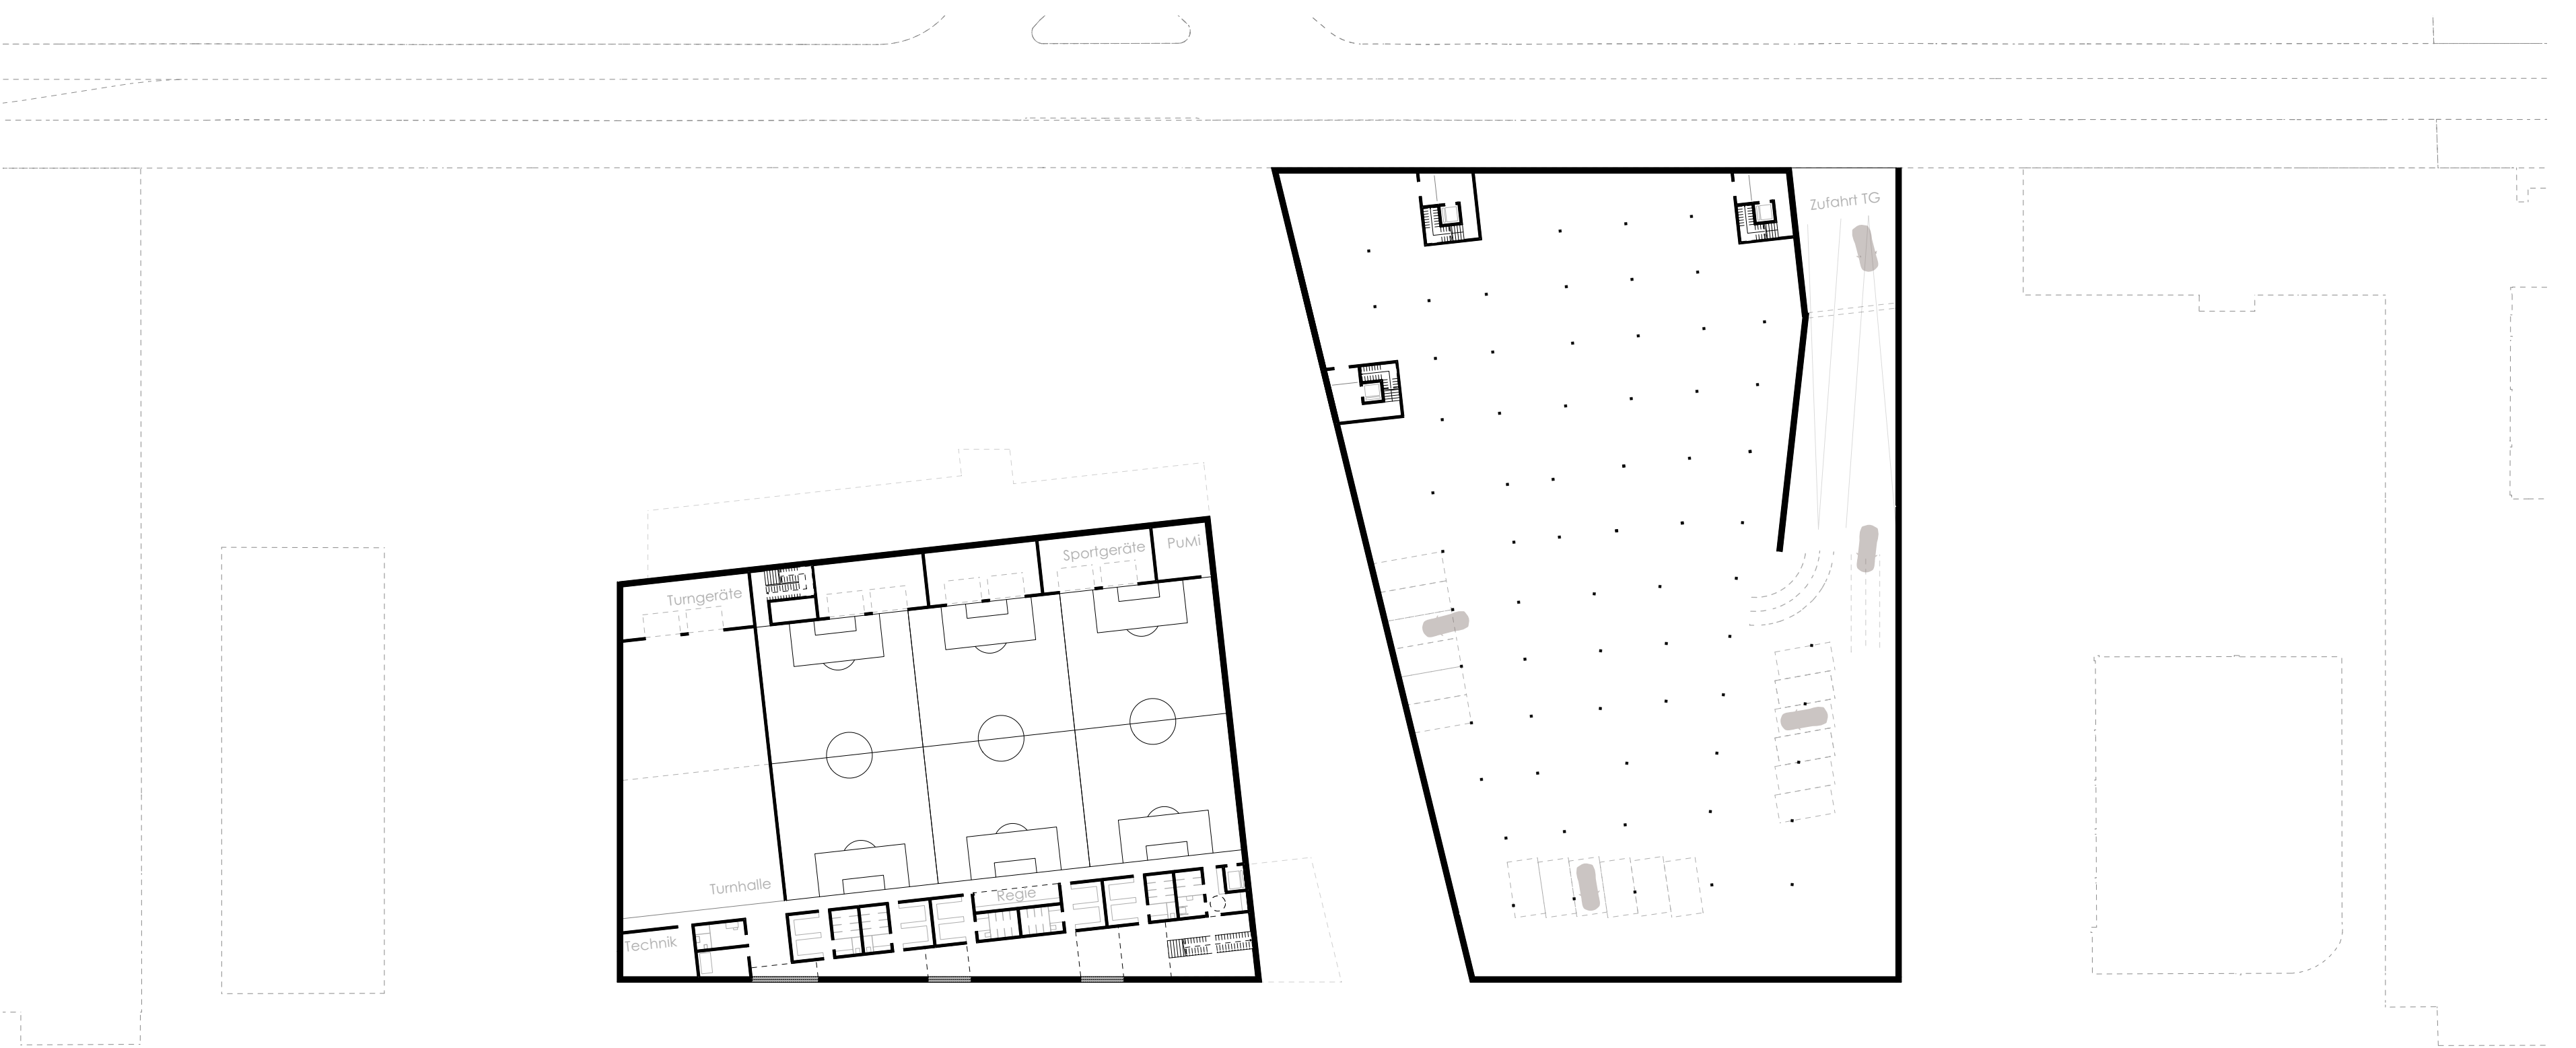 Zufahrt TG
PuMi
Sportgeräte
Turngeräte
Turnhalle
Regie
Technik